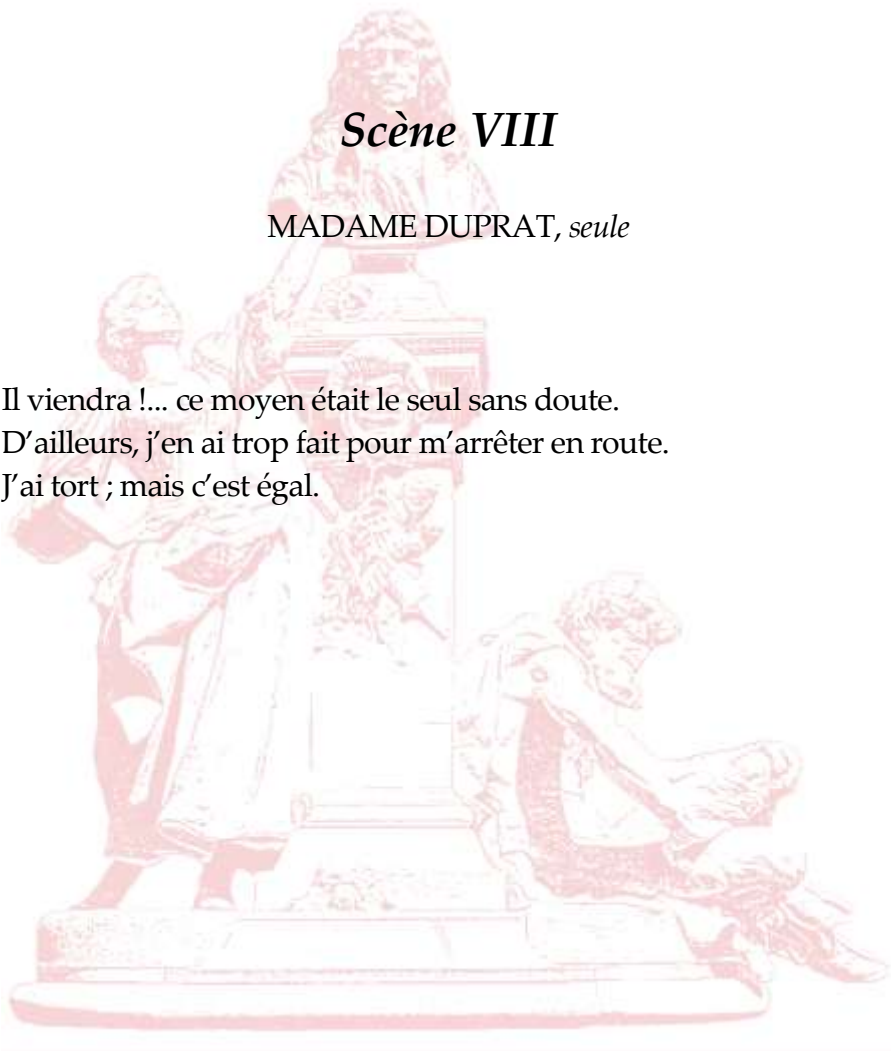 Scène VIII
MADAME DUPRAT, seule
Il viendra !... ce moyen était le seul sans doute.
D’ailleurs, j’en ai trop fait pour m’arrêter en route.
J’ai tort ; mais c’est égal.